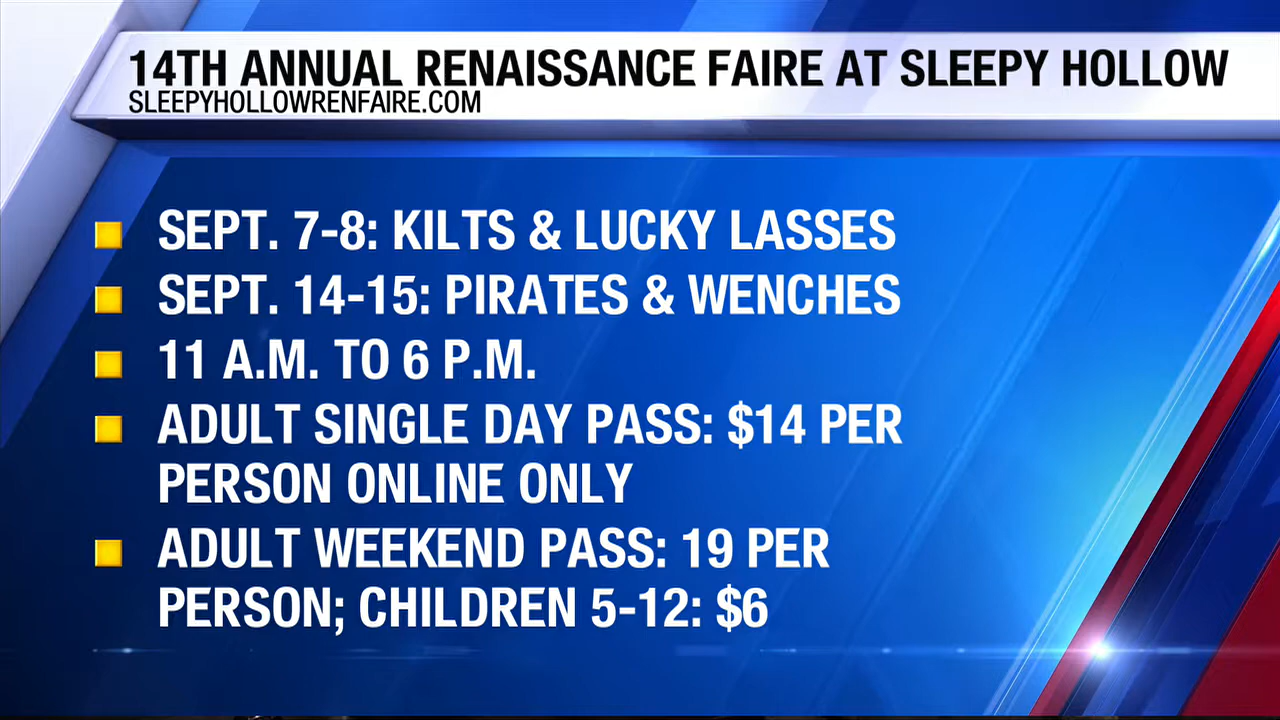 14TH ANNUAL RENAISSANCE FAIRE AT SLEEPY HOLLOW
SLEEPYHOLLOWRENFAIRE.COM
SEPT. 7-8: KILTS & LUCKY LASSES
SEPT. 14-15: PIRATES & WENCHES
11 A.M. TO 6 P.M.
ADULT SINGLE DAY PASS: $14 PER
PERSON ONLINE ONLY
ADULT WEEKEND PASS: 19 PER
PERSON; CHILDREN 5-12: $6